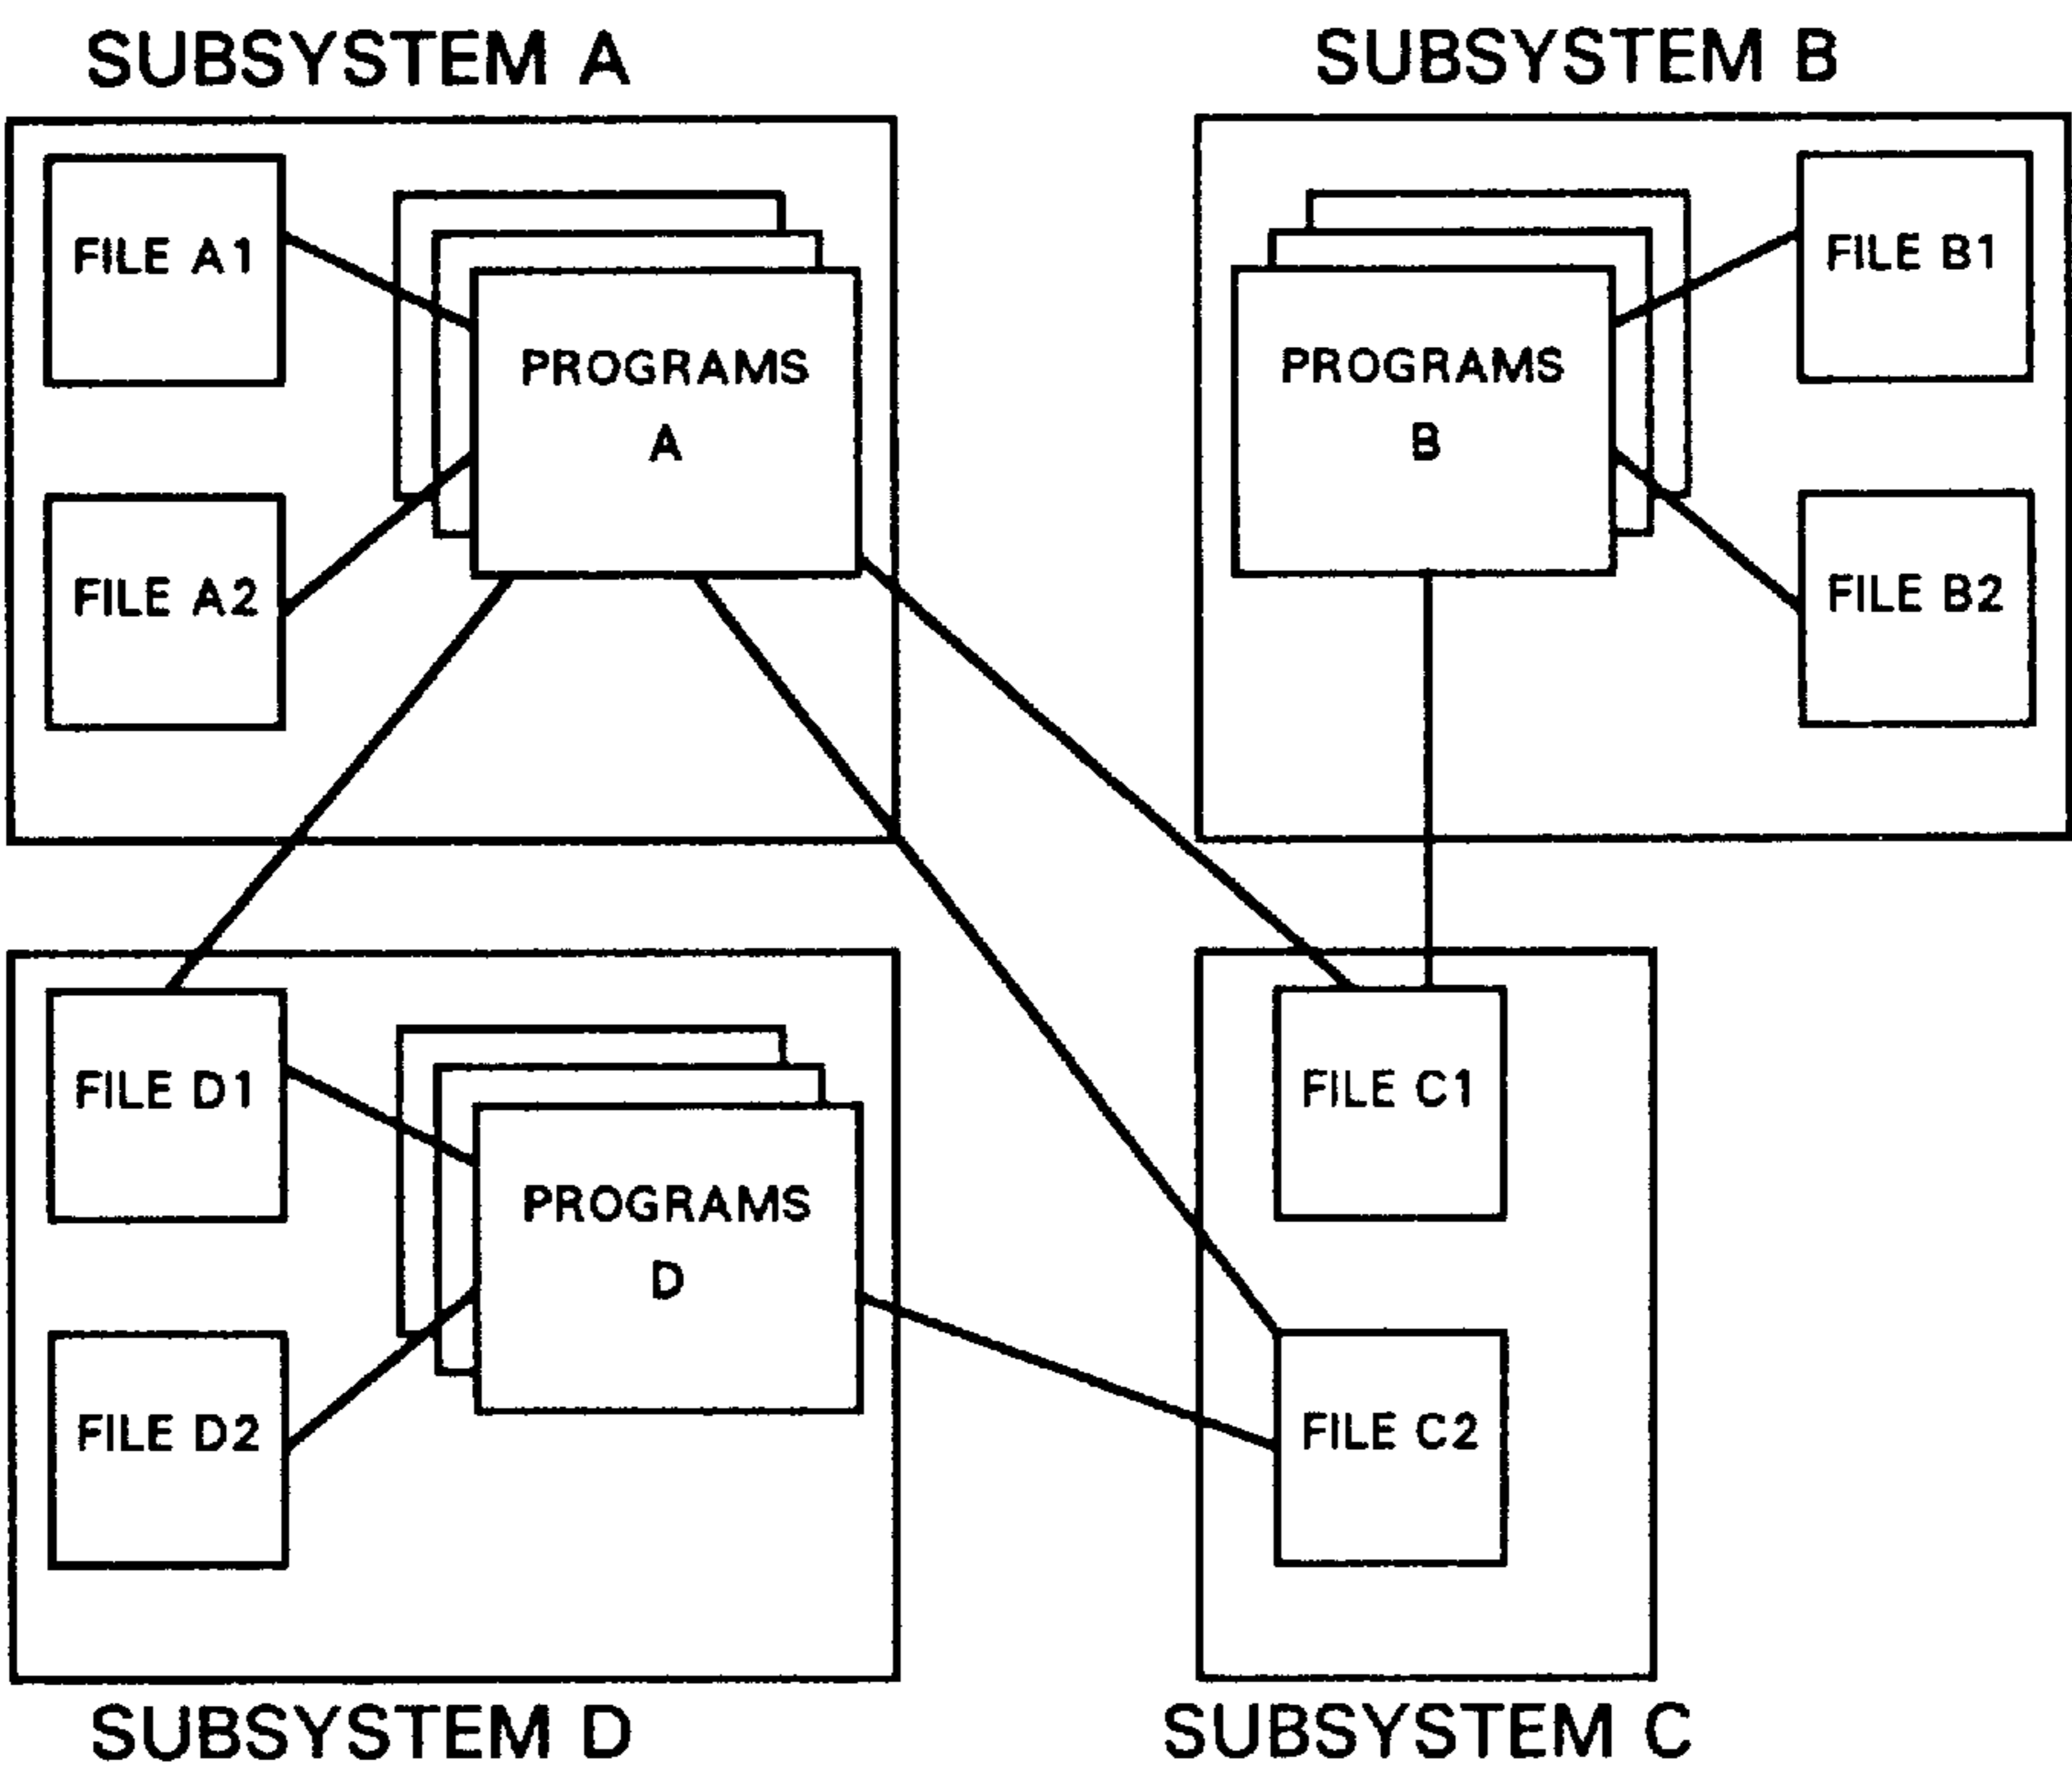 SUBSYSTEM A
FILE A1
PROGRAMS
A
FILE A2
SUBSYSTEM B
PROGRAMS
B
FILE B1
FILE B2
FILE D1
PROGRAMS
D
FILE D2
SUBSYSTEM D
FILE C1
FILE C2
SUBSYSTEM C